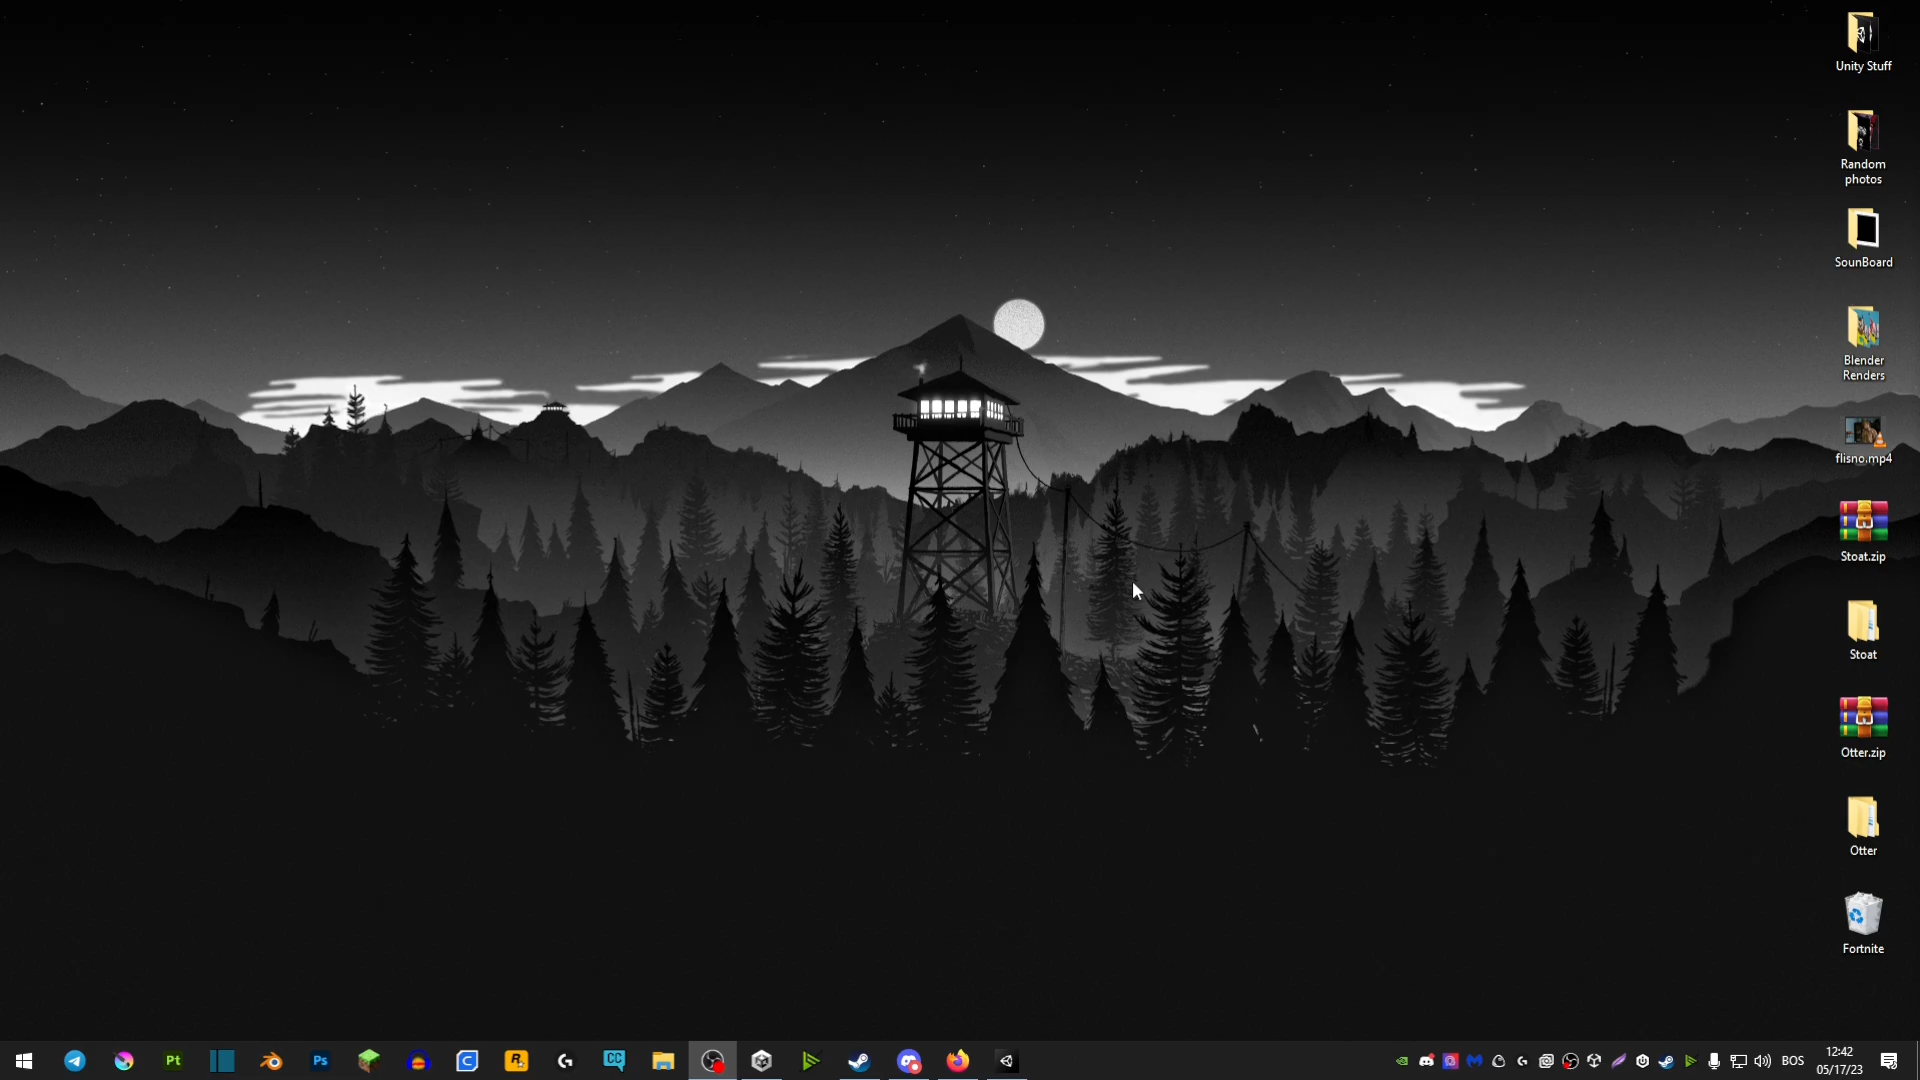 Unity Stuff
Random
photos
SounBoard
Blender
Renders
flisno.mp4
Stoat.zip
Stoat
Otter.zip
Otter
Fortnite
Pt
Ps
R
CC
BOS
12:42
05/17/23